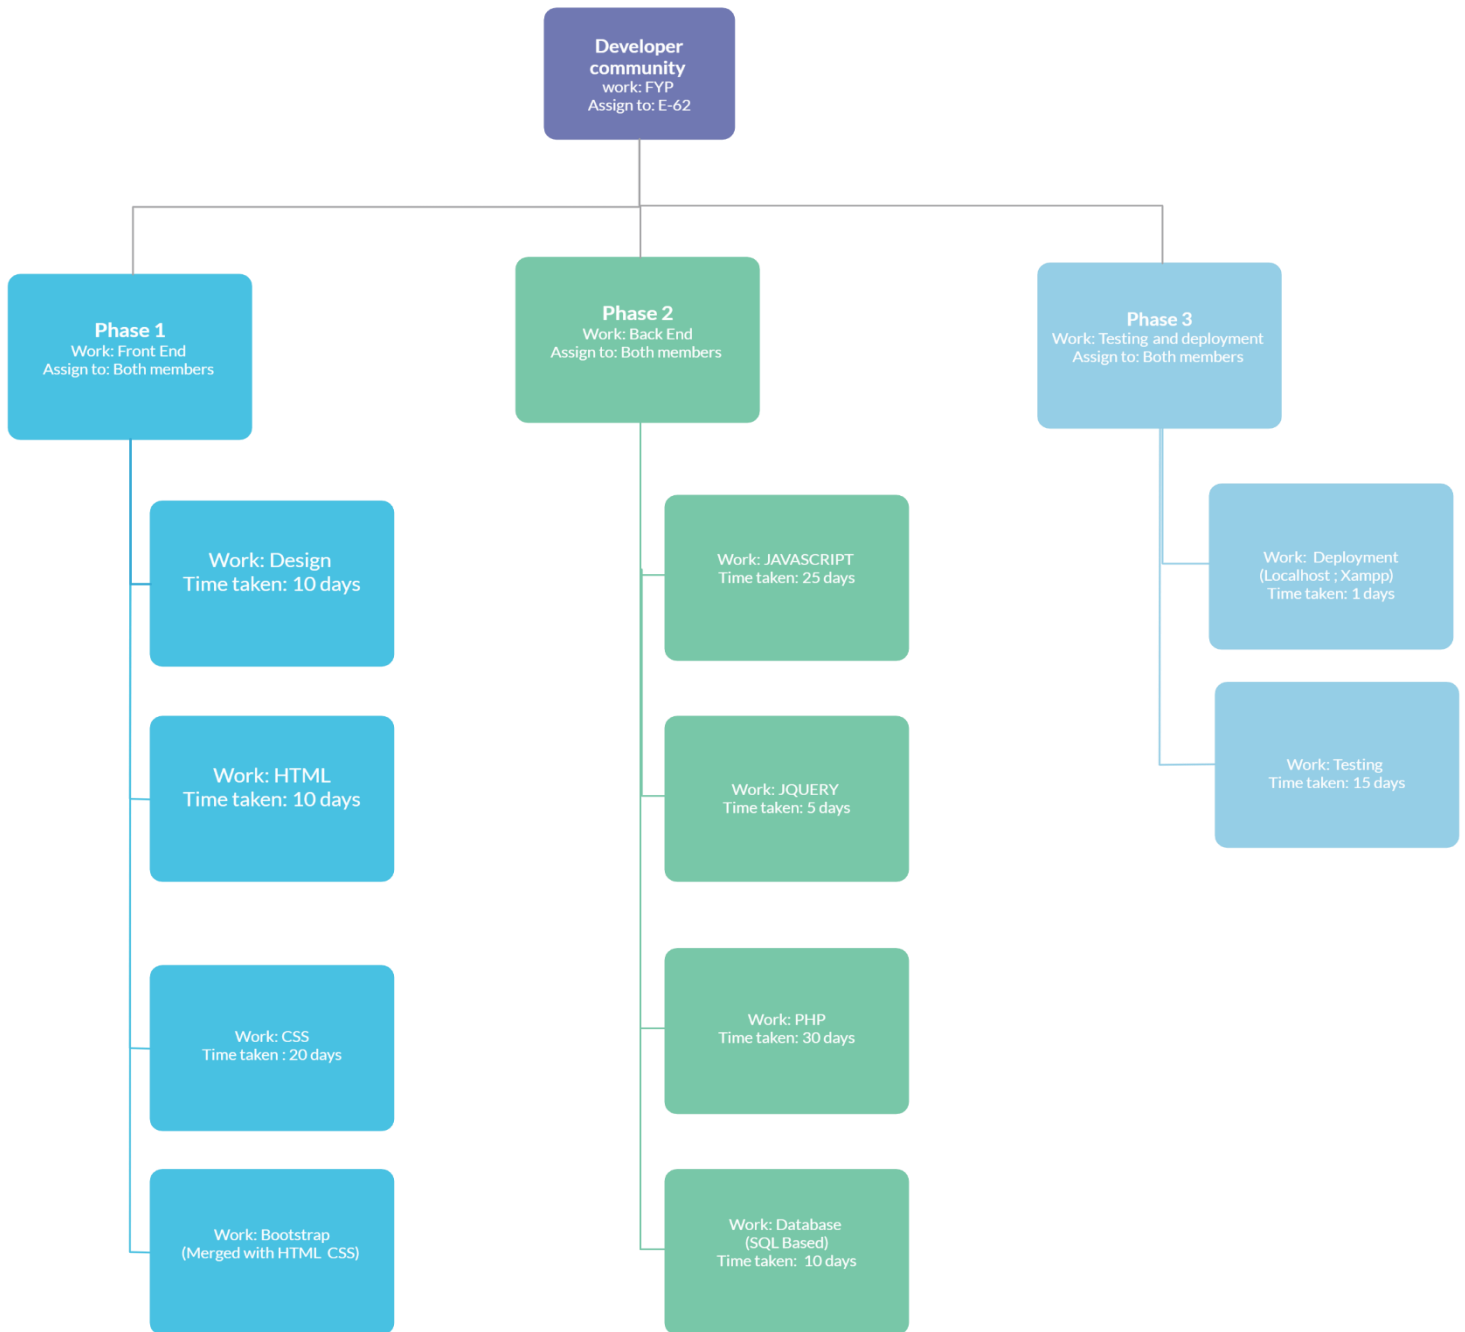 Developer
community
work: FYP
Assign to: E-62
Phase 1
Work: Front End
Assign to: Both members
Phase 2
Work: Back End
Assign to: Both members
Phase 3
Work: Testing and deployment
Assign to: Both members
Work: Design
Time taken: 10 days
Work: HTML
Time taken: 10 days
Work: CSS
Time taken : 20 days
Work: Bootstrap
(Merged with HTML CSS)
Work: JAVASCRIPT
Time taken: 25 days
Work: JQUERY
Time taken: 5 days
Work: PHP
Time taken: 30 days
Work: Database
(SQL Based)
Time taken: 10 days
Work: Deployment
(Localhost ; Xampp)
Time taken: 1 days
Work: Testing
Time taken: 15 days